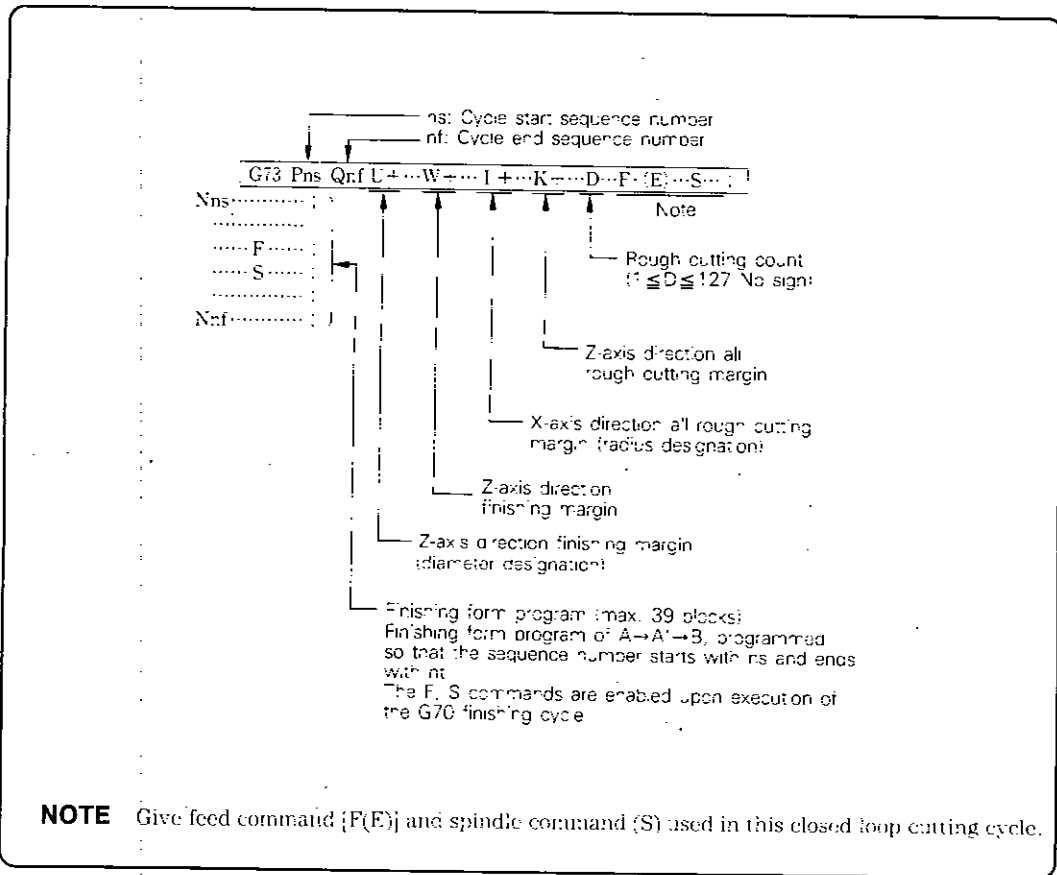 ns: Cycle start sequence number
nf: Cycle end sequence number
G73 Pns Qnf U+···W+···I+···K+···D···F·(E)···S··· ;
Nns··········· ;
··············
······F······ ;
······S······ ;
··············
Nnf··········· ;
Note
Rough cutting count
(1≦D≦127 No sign)
Z-axis direction all
rough cutting margin
X-axis direction all rough cutting
margin (radius designation)
Z-axis direction
finishing margin
Z-axis direction finishing margin
(diameter designation)
Finishing form program (max. 39 blocks)
Finishing form program of A→A'→B, programmed
so that the sequence number starts with ns and ends
with nf
The F, S commands are enabled upon execution of
the G70 finishing cycle
NOTE Give feed command [F(E)] and spindle command (S) used in this closed loop cutting cycle.